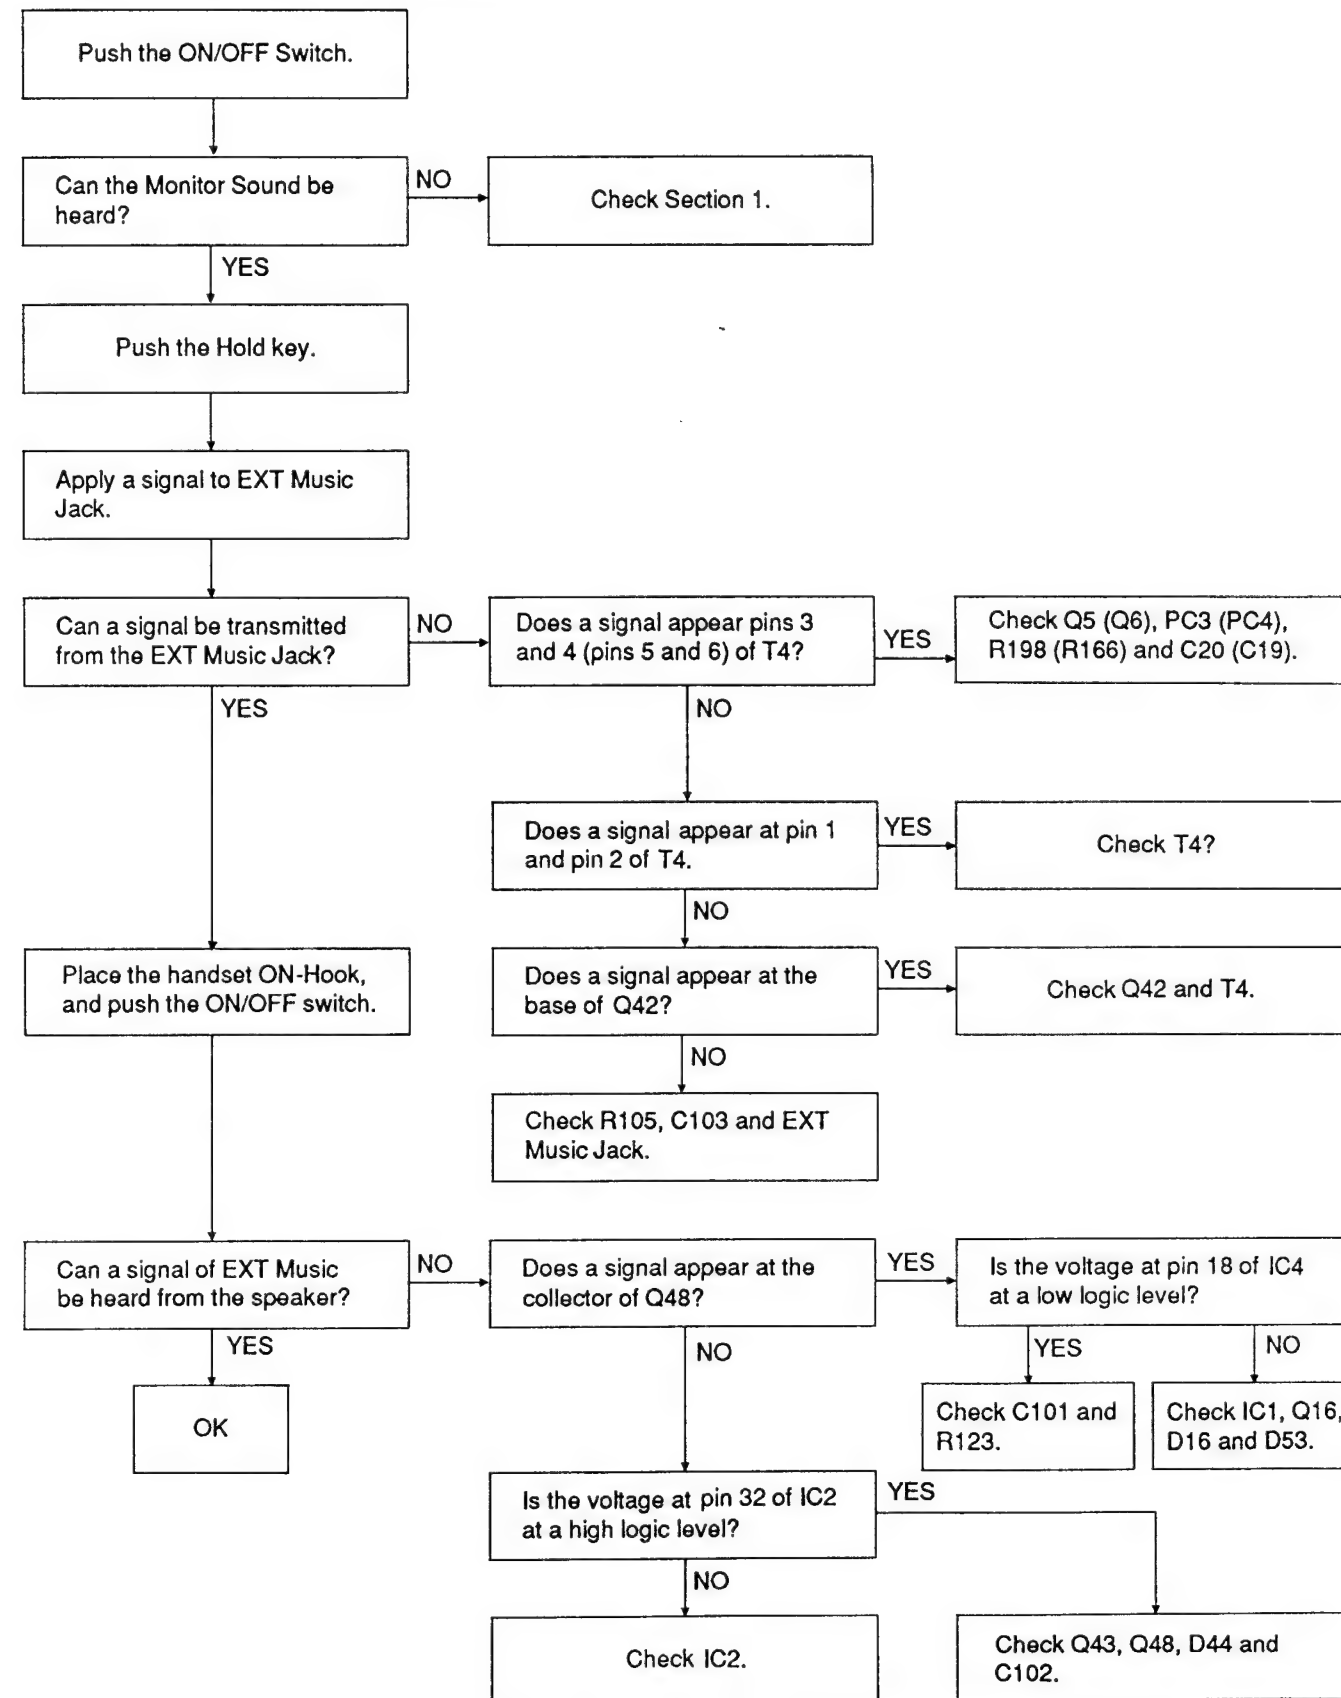 Push the ON/OFF Switch.
Can the Monitor Sound be
heard?
NO
Check Section 1.
YES
Push the Hold key.
Apply a signal to EXT Music
Jack.
Can a signal be transmitted
from the EXT Music Jack?
NO
Does a signal appear pins 3
and 4 (pins 5 and 6) of T4?
YES
Check Q5 (Q6), PC3 (PC4),
R198 (R166) and C20 (C19).
YES
NO
Does a signal appear at pin 1
and pin 2 of T4.
YES
Check T4?
NO
Place the handset ON-Hook,
and push the ON/OFF switch.
Does a signal appear at the
base of Q42?
YES
Check Q42 and T4.
NO
Check R105, C103 and EXT
Music Jack.
Can a signal of EXT Music
be heard from the speaker?
NO
Does a signal appear at the
collector of Q48?
YES
Is the voltage at pin 18 of IC4
at a low logic level?
YES
NO
YES
NO
OK
Check C101 and
R123.
Check IC1, Q16,
D16 and D53.
Is the voltage at pin 32 of IC2
at a high logic level?
YES
NO
Check IC2.
Check Q43, Q48, D44 and
C102.